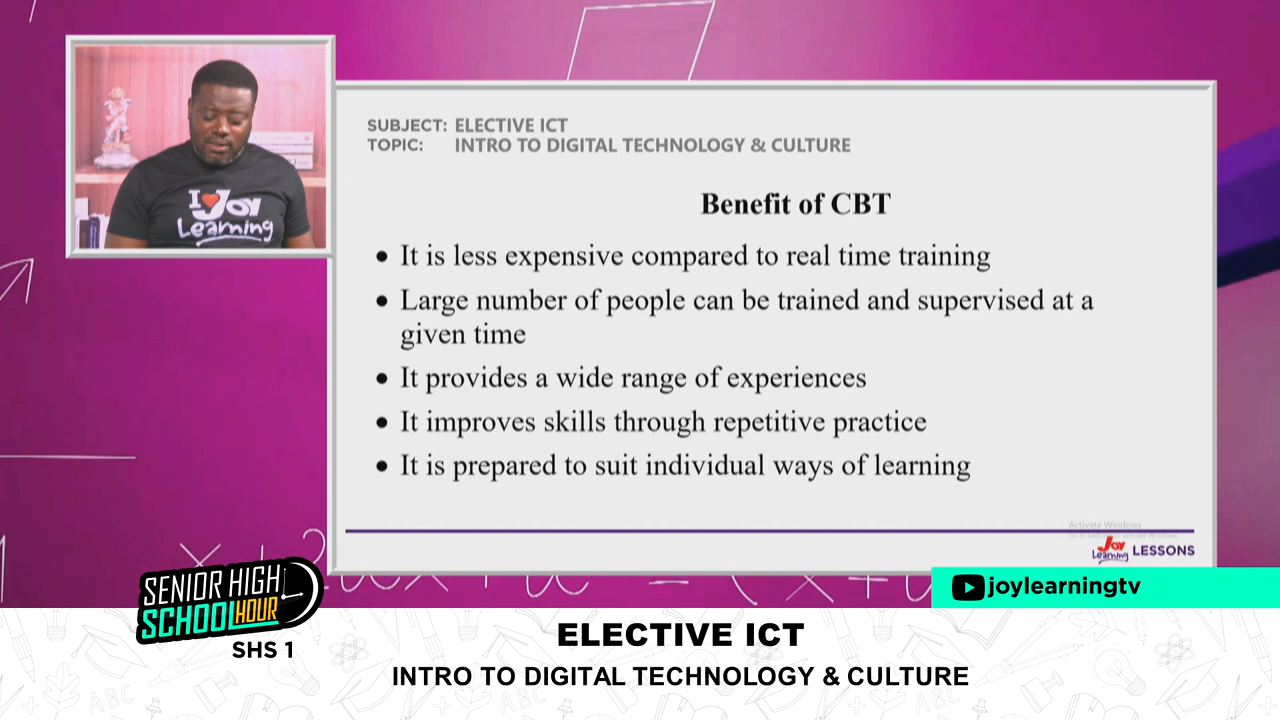 SUBJECT: ELECTIVE ICT
TOPIC: INTRO TO DIGITAL TECHNOLOGY & CULTURE
I Joy
Learning
Benefit of CBT
• It is less expensive compared to real time training
• Large number of people can be trained and supervised at a
given time
• It provides a wide range of experiences
• It improves skills through repetitive practice
• It is prepared to suit individual ways of learning
Activate Windows
Joy
Learning LESSONS
joylearningtv
SENIOR HIGH
SCHOOL HOUR
SHS 1
ELECTIVE ICT
INTRO TO DIGITAL TECHNOLOGY & CULTURE